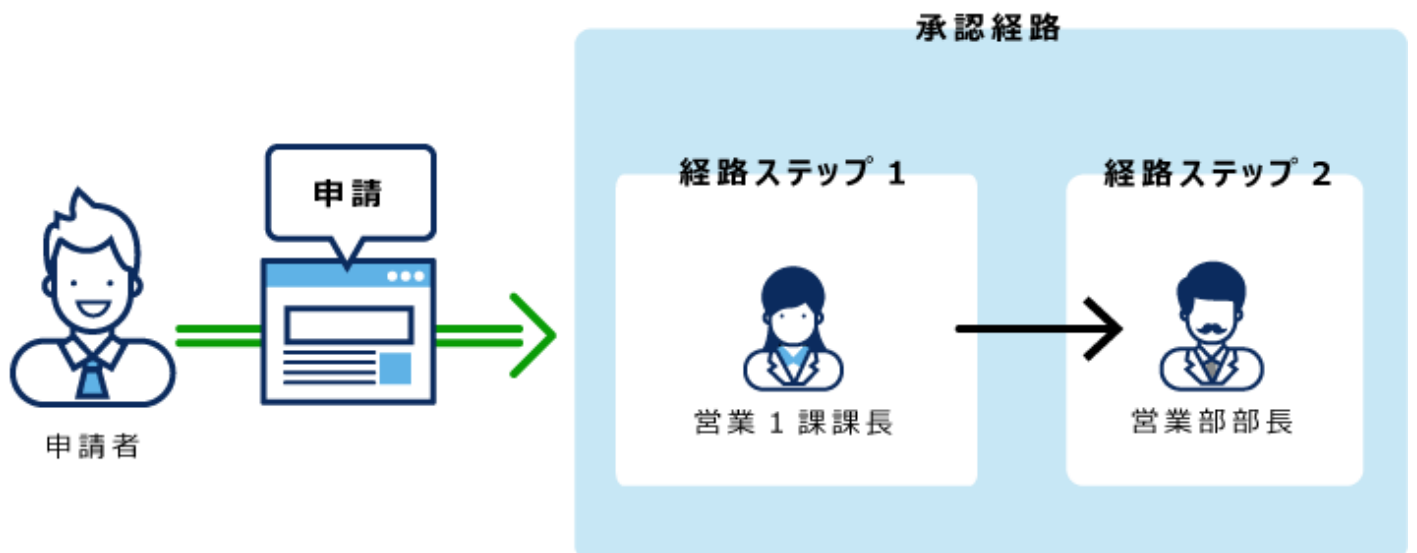 承認経路
経路ステップ 1
経路ステップ 2
申請
営業 1 課課長
営業部部長
申請者